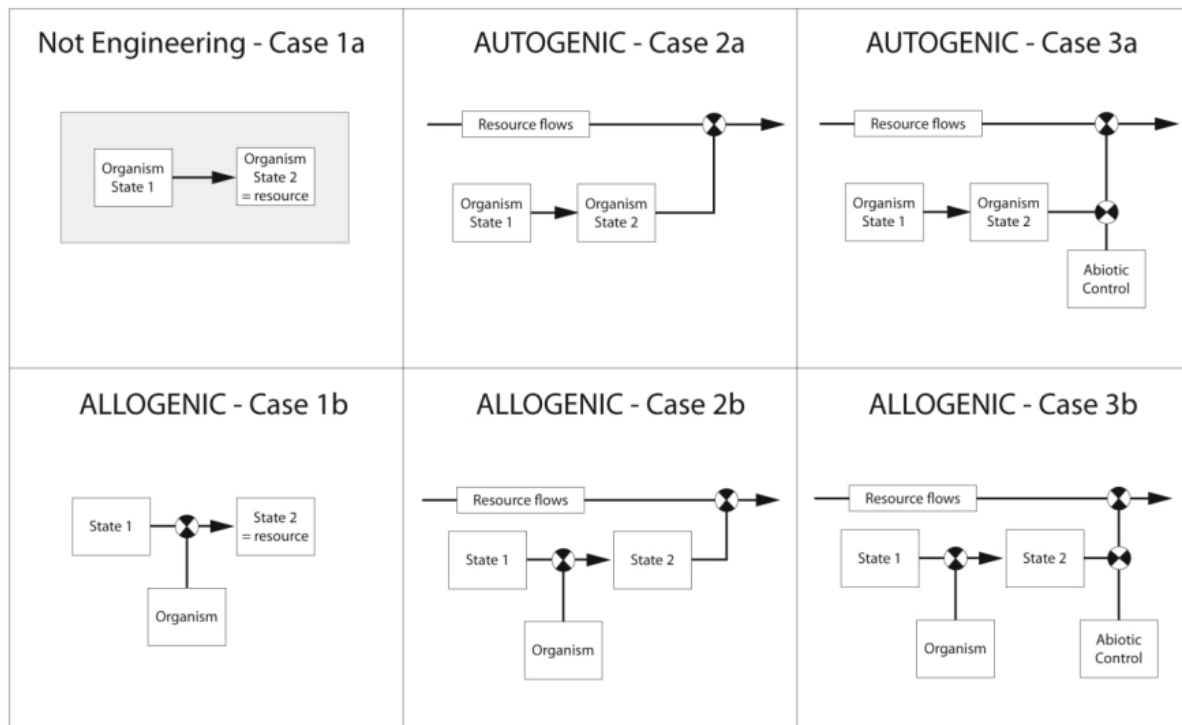 Not Engineering - Case 1a
Organism
State 1
Organism
State 2
= resource
AUTOGENIC - Case 2a
Resource flows
Organism
State 1
Organism
State 2
AUTOGENIC - Case 3a
Resource flows
Organism
State 1
Organism
State 2
Abiotic
Control
ALLOGENIC - Case 1b
State 1
State 2
= resource
Organism
ALLOGENIC - Case 2b
Resource flows
State 1
State 2
Organism
ALLOGENIC - Case 3b
Resource flows
State 1
State 2
Organism
Abiotic
Control